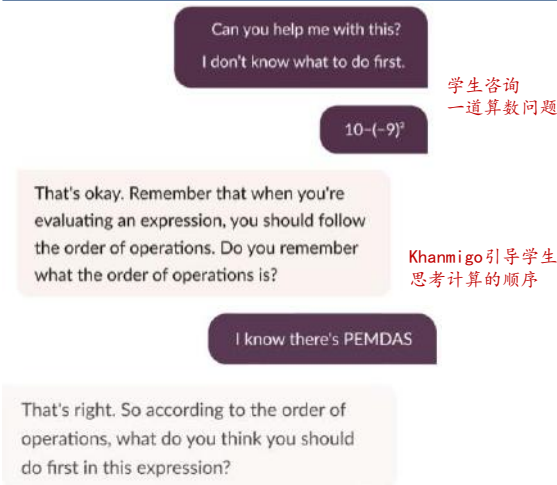 Can you help me with this?
I don't know what to do first.
学生咨询
一道算数问题
10-(-9)²
That's okay. Remember that when you're
evaluating an expression, you should follow
the order of operations. Do you remember
what the order of operations is?
Khanmigo引导学生
思考计算的顺序
I know there's PEMDAS
That's right. So according to the order of
operations, what do you think you should
do first in this expression?